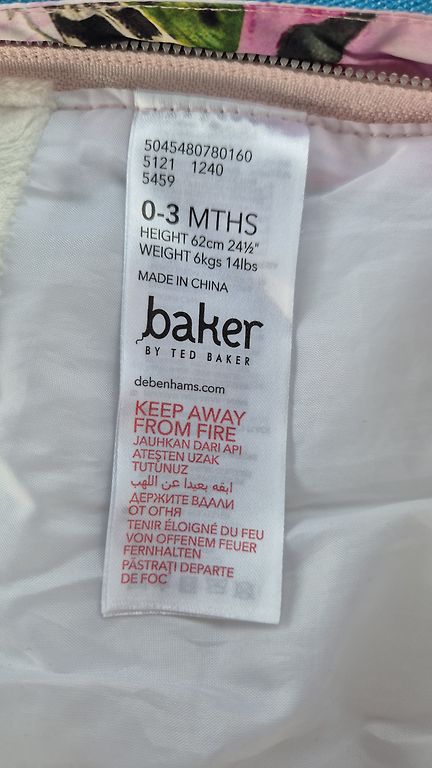 5045480780160
5121 1240
5459
0-3 MTHS
HEIGHT 62cm 24½"
WEIGHT 6kgs 14lbs
MADE IN CHINA
baker
BY TED BAKER
debenhams.com
KEEP AWAY
FROM FIRE
JAUHKAN DARI API
ATEŞTEN UZAK
TUTUNUZ
أبقه بعيدا عن اللهب
ДЕРЖИТЕ ВДАЛИ
ОТ ОГНЯ
TENIR ÉLOIGNÉ DU FEU
VON OFFENEM FEUER
FERNHALTEN
PĂSTRAŢI DEPARTE
DE FOC